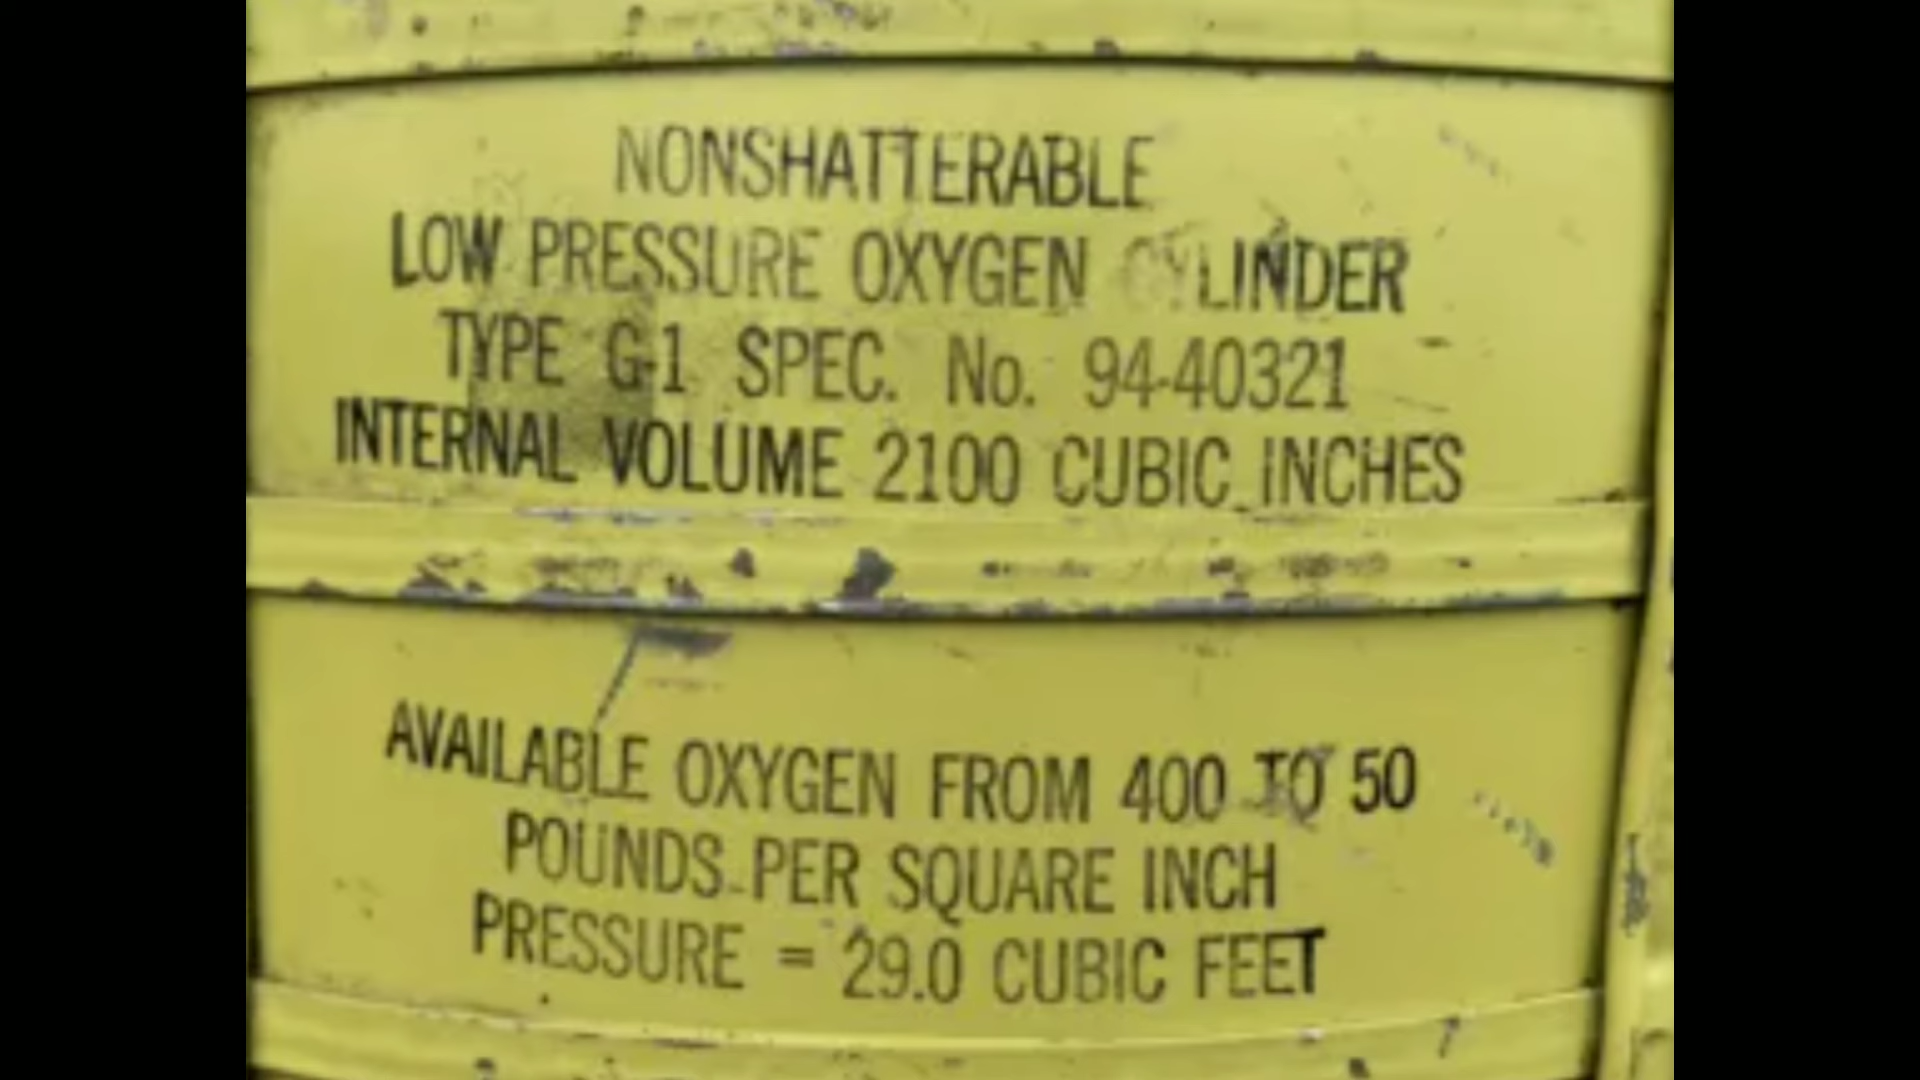 NONSHATTERABLE
LOW PRESSURE OXYGEN CYLINDER
TYPE G-1 SPEC. No. 94-40321
INTERNAL VOLUME 2100 CUBIC INCHES
AVAILABLE OXYGEN FROM 400 TO 50
POUNDS PER SQUARE INCH
PRESSURE = 29.0 CUBIC FEET